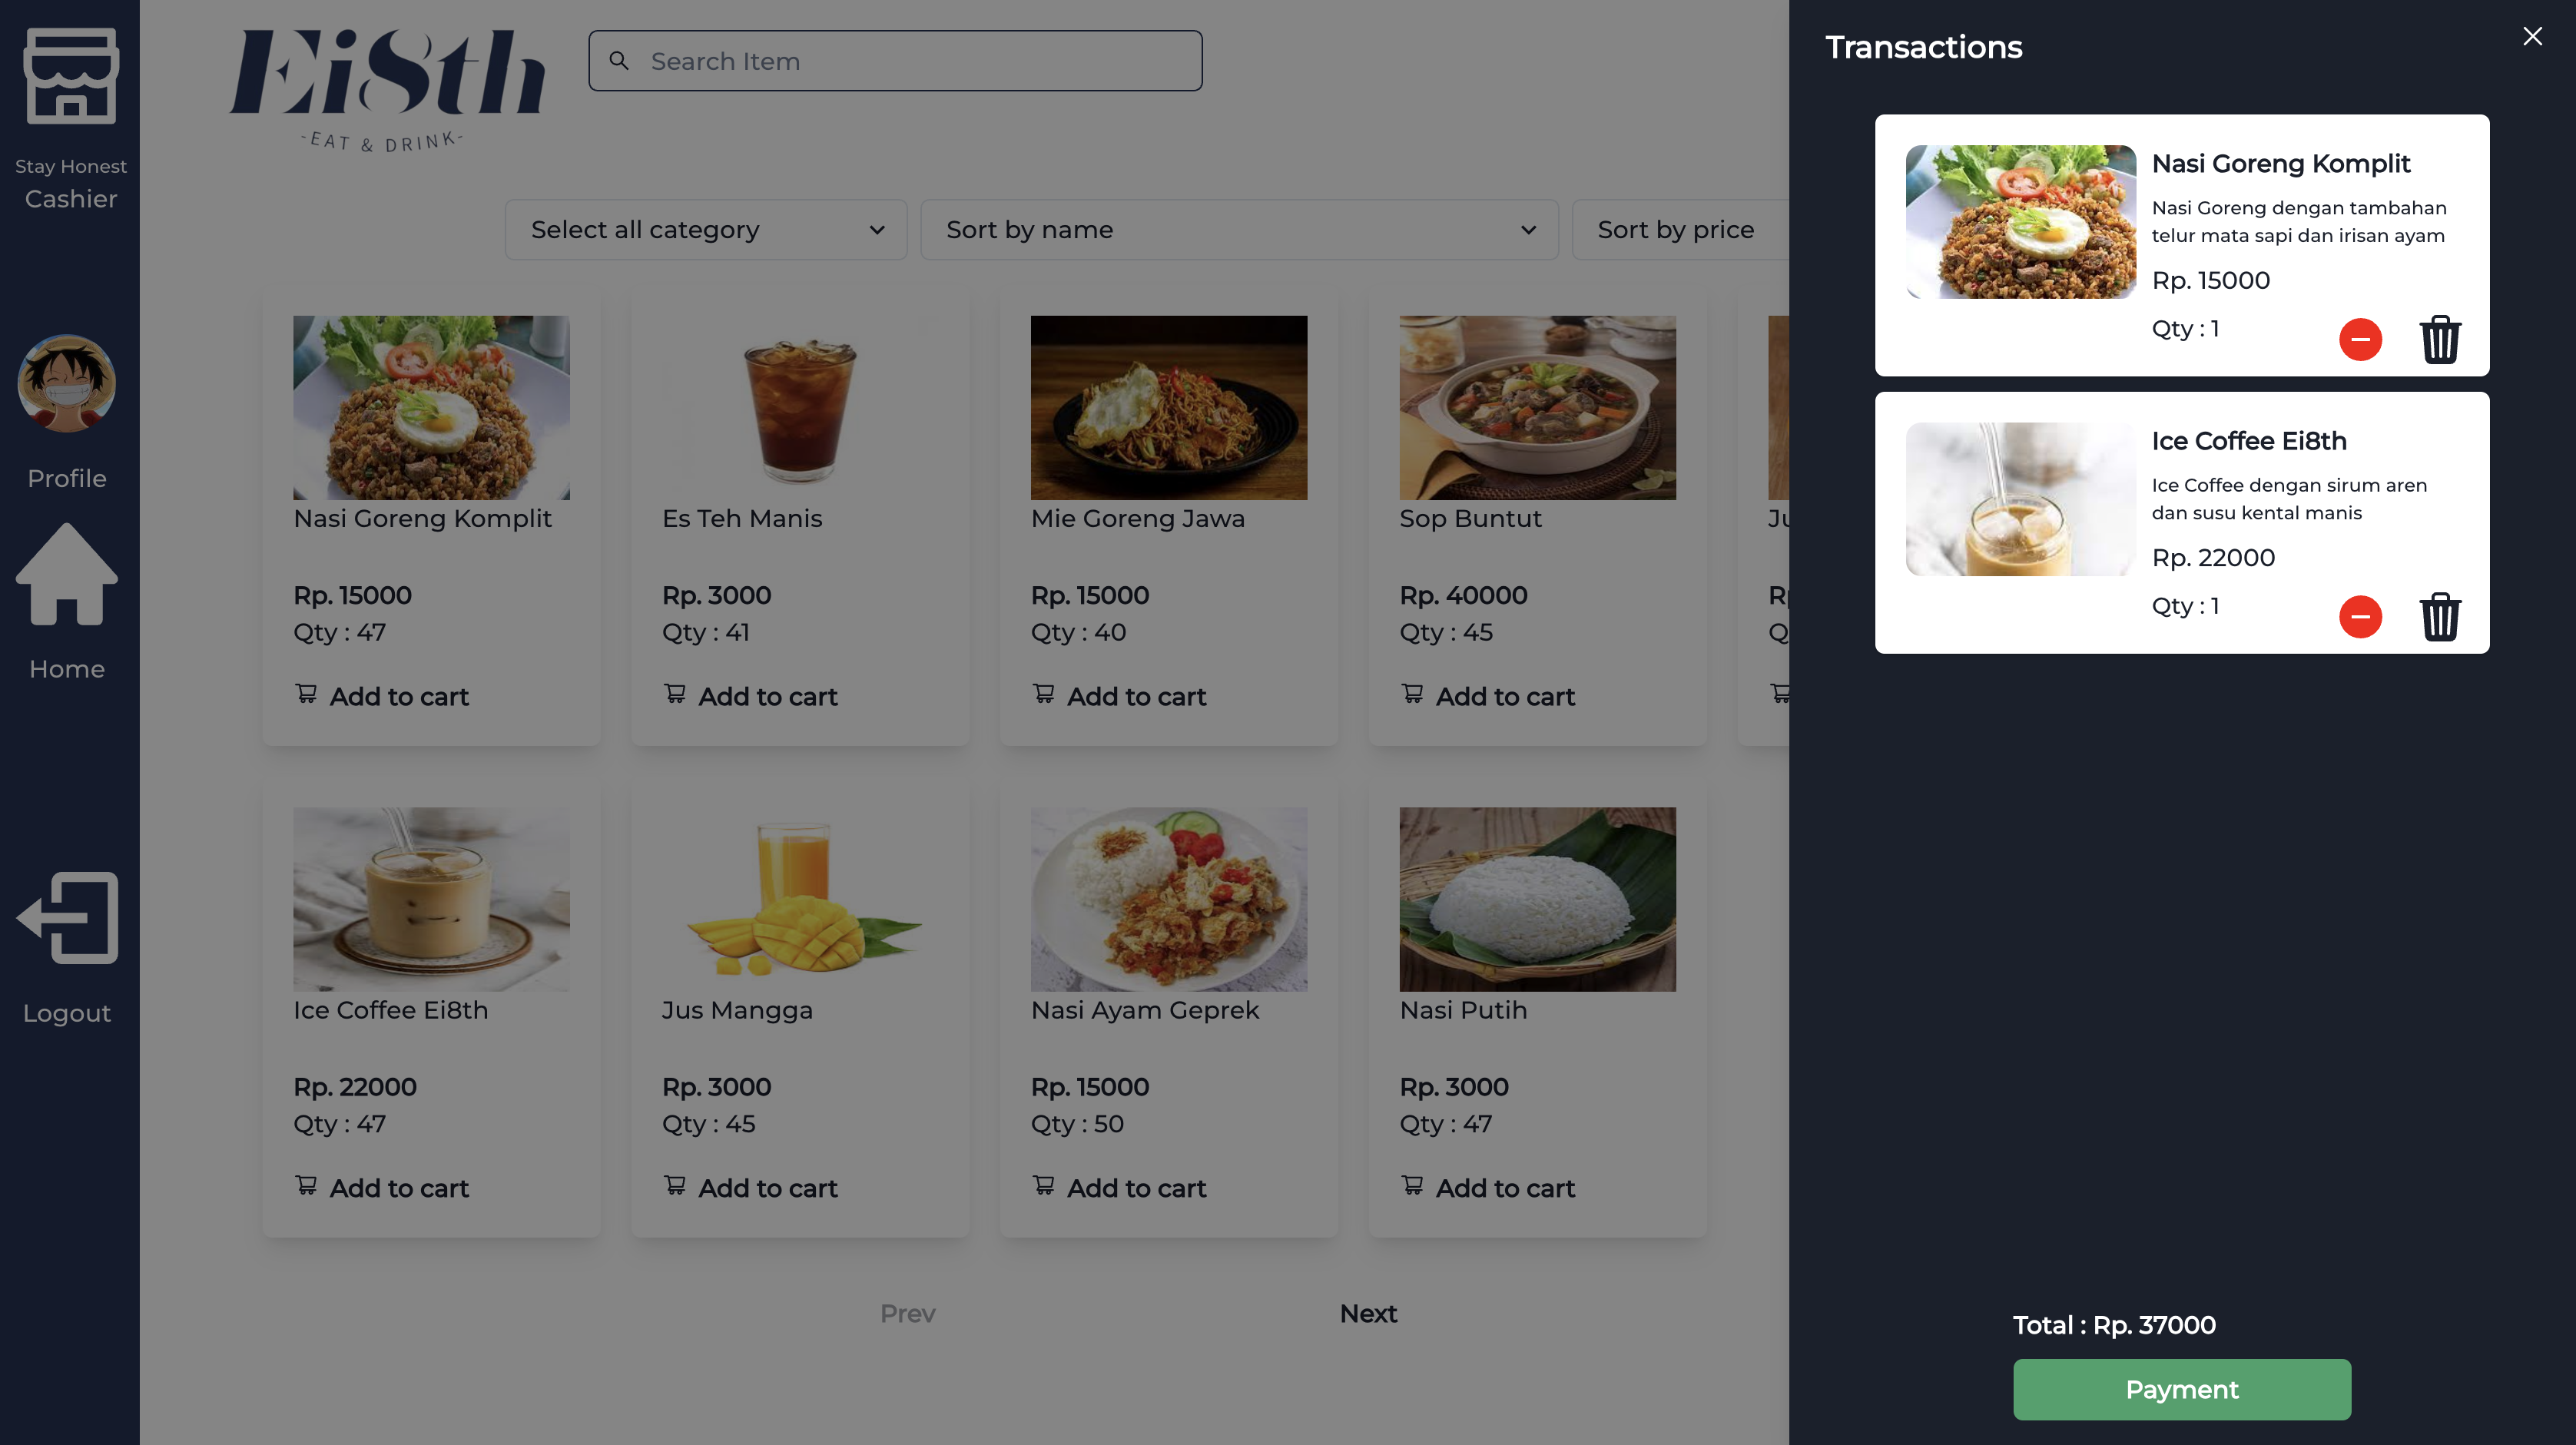 Stay Honest
Cashier
Profile
Home
Logout
Ei8th
-EAT & DRINK-
Search Item
Select all category
Sort by name
Sort by price
Nasi Goreng Komplit
Rp. 15000
Qty : 47
Add to cart
Es Teh Manis
Rp. 3000
Qty : 41
Add to cart
Mie Goreng Jawa
Rp. 15000
Qty : 40
Add to cart
Sop Buntut
Rp. 40000
Qty : 45
Add to cart
Ice Coffee Ei8th
Rp. 22000
Qty : 47
Add to cart
Jus Mangga
Rp. 3000
Qty : 45
Add to cart
Nasi Ayam Geprek
Rp. 15000
Qty : 50
Add to cart
Nasi Putih
Rp. 3000
Qty : 47
Add to cart
Prev
Next
Transactions
Nasi Goreng Komplit
Nasi Goreng dengan tambahan
telur mata sapi dan irisan ayam
Rp. 15000
Qty : 1
Ice Coffee Ei8th
Ice Coffee dengan sirum aren
dan susu kental manis
Rp. 22000
Qty : 1
Total : Rp. 37000
Payment